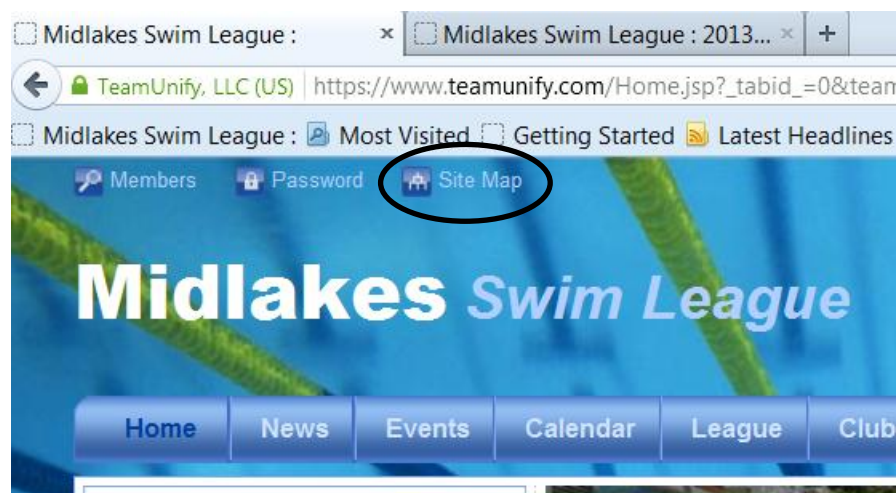 Midlakes Swim League : × Midlakes Swim League : 2013... × +
TeamUnify, LLC (US) https://www.teamunify.com/Home.jsp?_tabid_=0&team
Midlakes Swim League : Most Visited Getting Started Latest Headlines
Members Password Site Map
Midlakes Swim League
Home News Events Calendar League Club